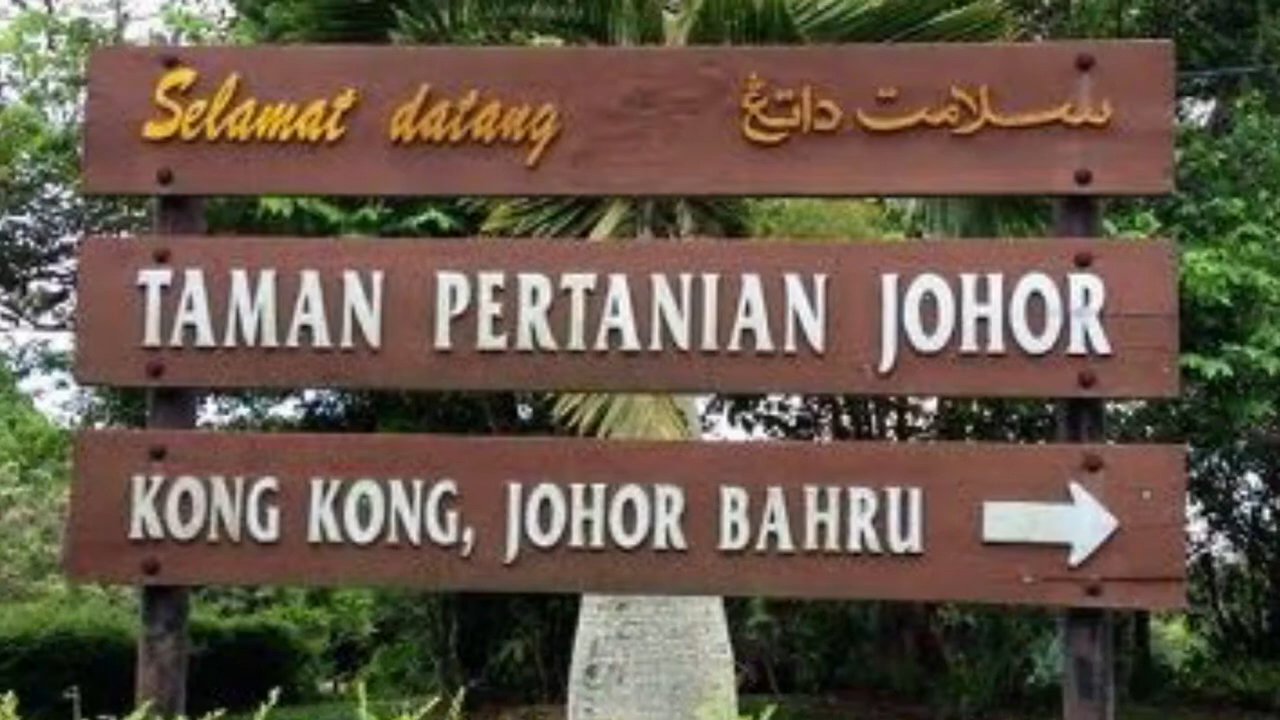 Selamat datang سلامت داتڠ
TAMAN PERTANIAN JOHOR
KONG KONG, JOHOR BAHRU